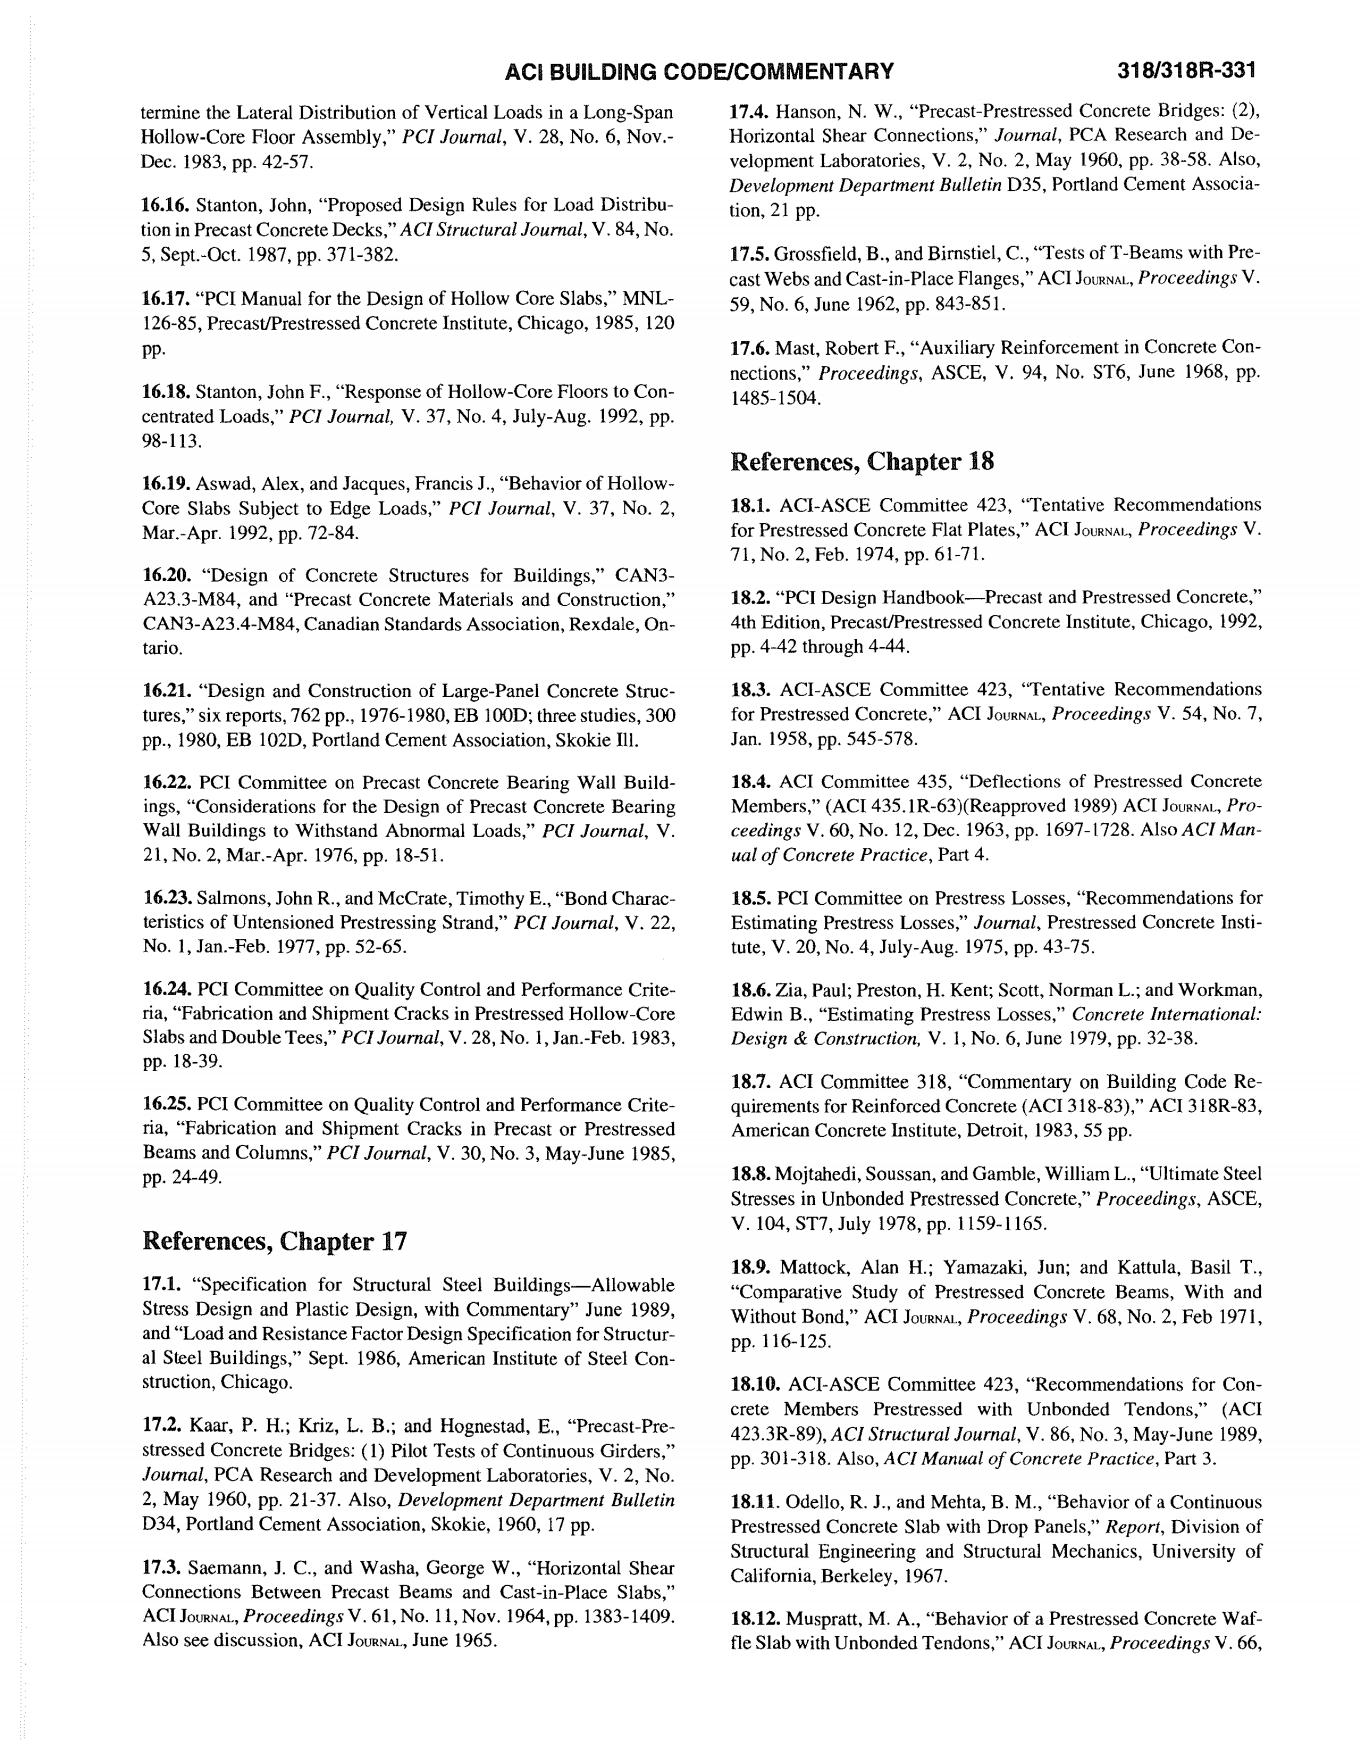 ACI BUILDING CODE/COMMENTARY
318/318R-331
termine the Lateral Distribution of Vertical Loads in a Long-Span
Hollow-Core Floor Assembly,” PCI Journal, V. 28, No. 6, Nov.-
Dec. 1983, pp. 42-57.
16.16. Stanton, John, “Proposed Design Rules for Load Distribu-
tion in Precast Concrete Decks,” ACI Structural Journal, V. 84, No.
5, Sept.-Oct. 1987, pp. 371-382.
16.17. “PCI Manual for the Design of Hollow Core Slabs,” MNL-
126-85, Precast/Prestressed Concrete Institute, Chicago, 1985, 120
pp.
16.18. Stanton, John F., “Response of Hollow-Core Floors to Con-
centrated Loads,” PCI Journal, V. 37, No. 4, July-Aug. 1992, pp.
98-113.
16.19. Aswad, Alex, and Jacques, Francis J., “Behavior of Hollow-
Core Slabs Subject to Edge Loads,” PCI Journal, V. 37, No. 2,
Mar.-Apr. 1992, pp. 72-84.
16.20. “Design of Concrete Structures for Buildings,” CAN3-
A23.3-M84, and “Precast Concrete Materials and Construction,”
CAN3-A23.4-M84, Canadian Standards Association, Rexdale, On-
tario.
16.21. “Design and Construction of Large-Panel Concrete Struc-
tures,” six reports, 762 pp., 1976-1980, EB 100D; three studies, 300
pp., 1980, EB 102D, Portland Cement Association, Skokie Ill.
16.22. PCI Committee on Precast Concrete Bearing Wall Build-
ings, “Considerations for the Design of Precast Concrete Bearing
Wall Buildings to Withstand Abnormal Loads,” PCI Journal, V.
21, No. 2, Mar.-Apr. 1976, pp. 18-51.
16.23. Salmons, John R., and McCrate, Timothy E., “Bond Charac-
teristics of Untensioned Prestressing Strand,” PCI Journal, V. 22,
No. 1, Jan.-Feb. 1977, pp. 52-65.
16.24. PCI Committee on Quality Control and Performance Crite-
ria, “Fabrication and Shipment Cracks in Prestressed Hollow-Core
Slabs and Double Tees,” PCI Journal, V. 28, No. 1, Jan.-Feb. 1983,
pp. 18-39.
16.25. PCI Committee on Quality Control and Performance Crite-
ria, “Fabrication and Shipment Cracks in Precast or Prestressed
Beams and Columns,” PCI Journal, V. 30, No. 3, May-June 1985,
pp. 24-49.
References, Chapter 17
17.1. “Specification for Structural Steel Buildings—Allowable
Stress Design and Plastic Design, with Commentary” June 1989,
and “Load and Resistance Factor Design Specification for Structur-
al Steel Buildings,” Sept. 1986, American Institute of Steel Con-
struction, Chicago.
17.2. Kaar, P. H.; Kriz, L. B.; and Hognestad, E., “Precast-Pre-
stressed Concrete Bridges: (1) Pilot Tests of Continuous Girders,”
Journal, PCA Research and Development Laboratories, V. 2, No.
2, May 1960, pp. 21-37. Also, Development Department Bulletin
D34, Portland Cement Association, Skokie, 1960, 17 pp.
17.3. Saemann, J. C., and Washa, George W., “Horizontal Shear
Connections Between Precast Beams and Cast-in-Place Slabs,”
ACI JOURNAL, Proceedings V. 61, No. 11, Nov. 1964, pp. 1383-1409.
Also see discussion, ACI JOURNAL, June 1965.
17.4. Hanson, N. W., “Precast-Prestressed Concrete Bridges: (2),
Horizontal Shear Connections,” Journal, PCA Research and De-
velopment Laboratories, V. 2, No. 2, May 1960, pp. 38-58. Also,
Development Department Bulletin D35, Portland Cement Associa-
tion, 21 pp.
17.5. Grossfield, B., and Birnstiel, C., “Tests of T-Beams with Pre-
cast Webs and Cast-in-Place Flanges,” ACI JOURNAL, Proceedings V.
59, No. 6, June 1962, pp. 843-851.
17.6. Mast, Robert F., “Auxiliary Reinforcement in Concrete Con-
nections,” Proceedings, ASCE, V. 94, No. ST6, June 1968, pp.
1485-1504.
References, Chapter 18
18.1. ACI-ASCE Committee 423, “Tentative Recommendations
for Prestressed Concrete Flat Plates,” ACI JOURNAL, Proceedings V.
71, No. 2, Feb. 1974, pp. 61-71.
18.2. “PCI Design Handbook—Precast and Prestressed Concrete,”
4th Edition, Precast/Prestressed Concrete Institute, Chicago, 1992,
pp. 4-42 through 4-44.
18.3. ACI-ASCE Committee 423, “Tentative Recommendations
for Prestressed Concrete,” ACI JOURNAL, Proceedings V. 54, No. 7,
Jan. 1958, pp. 545-578.
18.4. ACI Committee 435, “Deflections of Prestressed Concrete
Members,” (ACI 435.1R-63)(Reapproved 1989) ACI JOURNAL, Pro-
ceedings V. 60, No. 12, Dec. 1963, pp. 1697-1728. Also ACI Man-
ual of Concrete Practice, Part 4.
18.5. PCI Committee on Prestress Losses, “Recommendations for
Estimating Prestress Losses,” Journal, Prestressed Concrete Insti-
tute, V. 20, No. 4, July-Aug. 1975, pp. 43-75.
18.6. Zia, Paul; Preston, H. Kent; Scott, Norman L.; and Workman,
Edwin B., “Estimating Prestress Losses,” Concrete International:
Design & Construction, V. 1, No. 6, June 1979, pp. 32-38.
18.7. ACI Committee 318, “Commentary on Building Code Re-
quirements for Reinforced Concrete (ACI 318-83),” ACI 318R-83,
American Concrete Institute, Detroit, 1983, 55 pp.
18.8. Mojtahedi, Soussan, and Gamble, William L., “Ultimate Steel
Stresses in Unbonded Prestressed Concrete,” Proceedings, ASCE,
V. 104, ST7, July 1978, pp. 1159-1165.
18.9. Mattock, Alan H.; Yamazaki, Jun; and Kattula, Basil T.,
“Comparative Study of Prestressed Concrete Beams, With and
Without Bond,” ACI JOURNAL, Proceedings V. 68, No. 2, Feb 1971,
pp. 116-125.
18.10. ACI-ASCE Committee 423, “Recommendations for Con-
crete Members Prestressed with Unbonded Tendons,” (ACI
423.3R-89), ACI Structural Journal, V. 86, No. 3, May-June 1989,
pp. 301-318. Also, ACI Manual of Concrete Practice, Part 3.
18.11. Odello, R. J., and Mehta, B. M., “Behavior of a Continuous
Prestressed Concrete Slab with Drop Panels,” Report, Division of
Structural Engineering and Structural Mechanics, University of
California, Berkeley, 1967.
18.12. Muspratt, M. A., “Behavior of a Prestressed Concrete Waf-
fle Slab with Unbonded Tendons,” ACI JOURNAL, Proceedings V. 66,